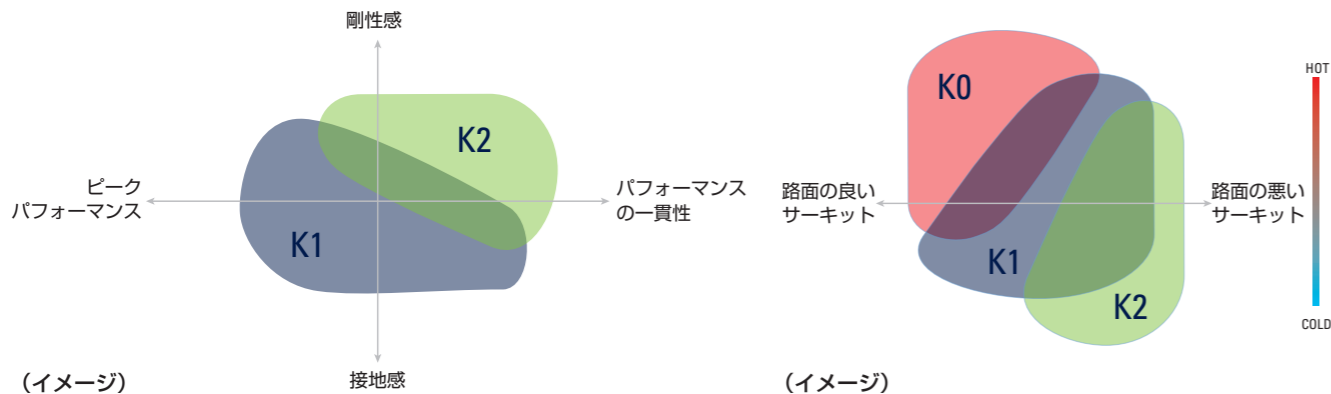 剛性感
K2
ピーク
パフォーマンス
パフォーマンス
の一貫性
K1
接地感
（イメージ）
K0
HOT
路面の良い
サーキット
路面の悪い
サーキット
K1
K2
COLD
（イメージ）